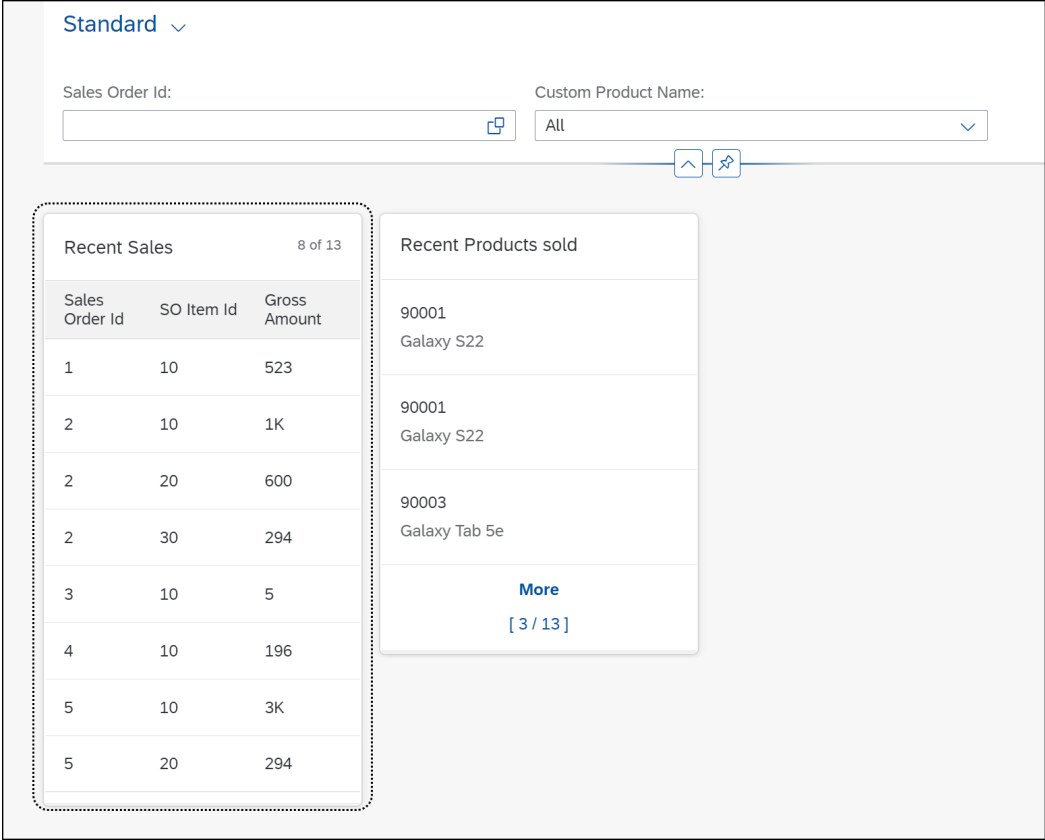 Standard
Sales Order Id:
Custom Product Name:
All
Recent Sales
8 of 13
Sales Order Id
SO Item Id
Gross Amount
1 10 523
2 10 1K
2 20 600
2 30 294
3 10 5
4 10 196
5 10 3K
5 20 294
Recent Products sold
90001
Galaxy S22
90001
Galaxy S22
90003
Galaxy Tab 5e
More
[ 3 / 13 ]